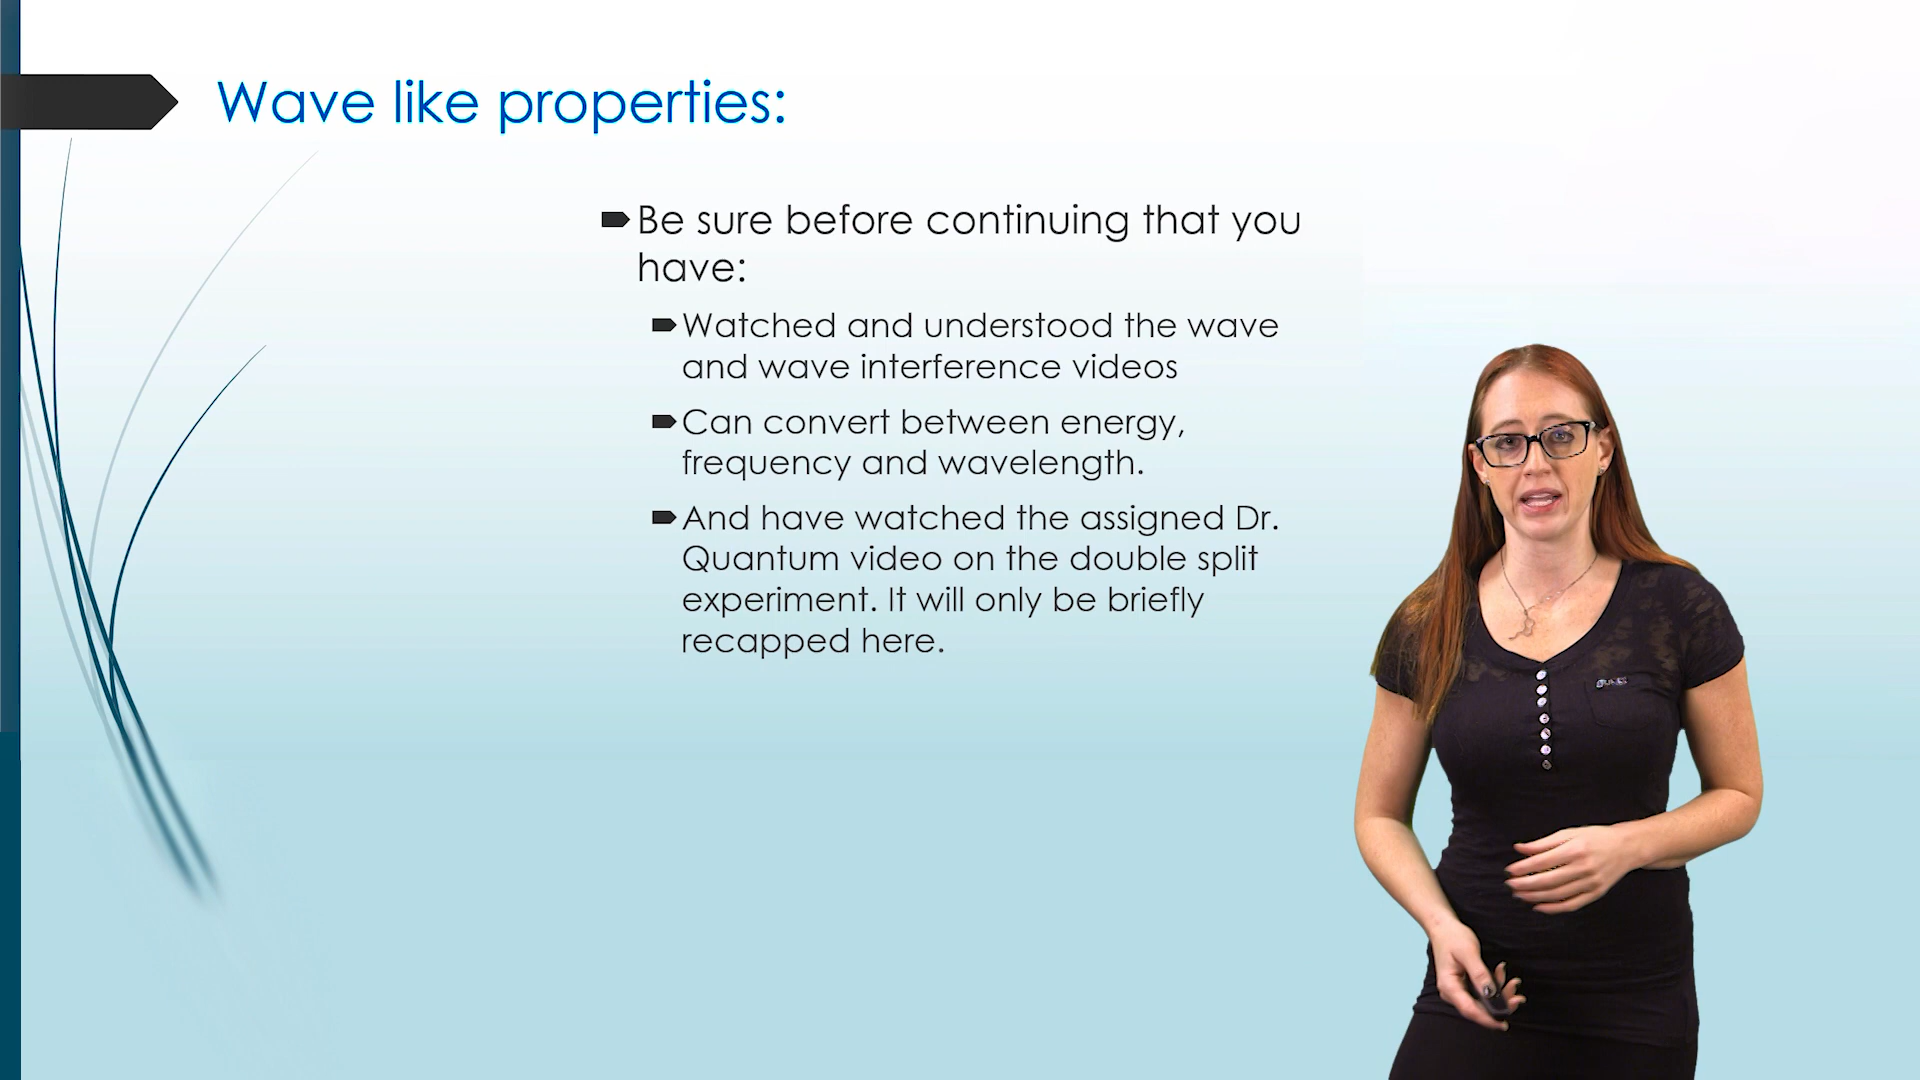 Wave like properties:
Be sure before continuing that you
have:
Watched and understood the wave
and wave interference videos
Can convert between energy,
frequency and wavelength.
And have watched the assigned Dr.
Quantum video on the double split
experiment. It will only be briefly
recapped here.